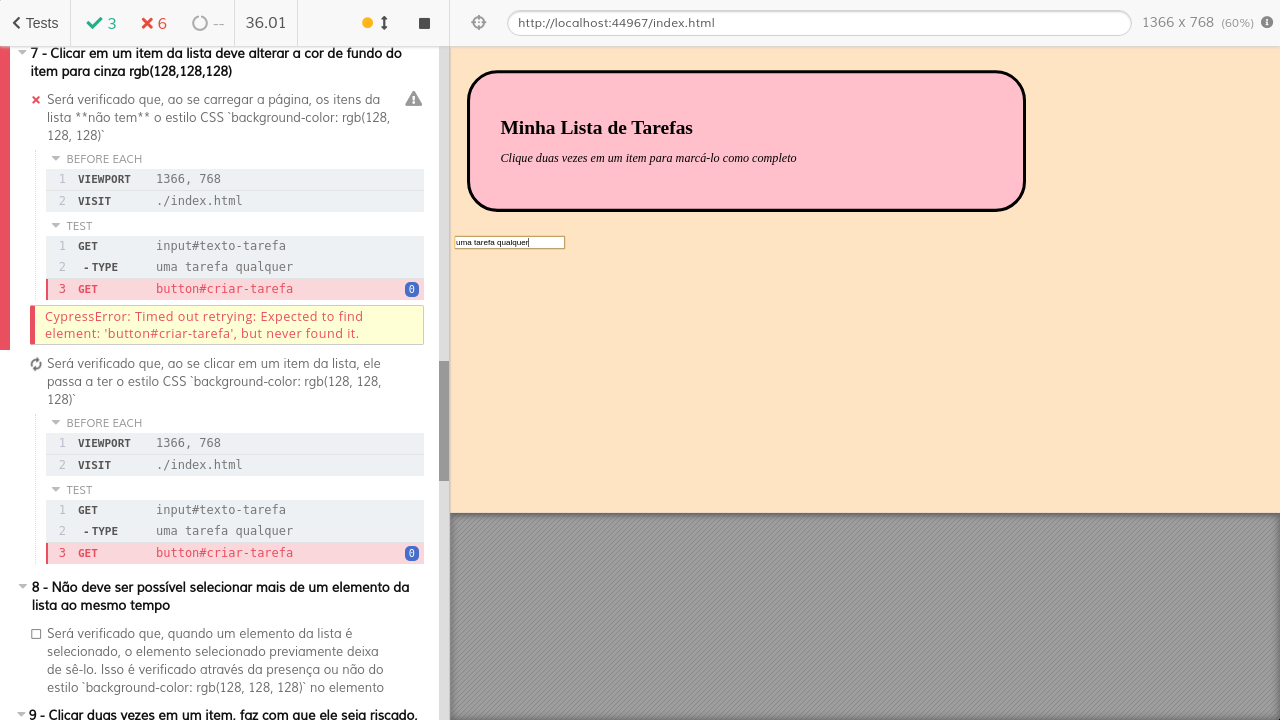 Tests
3
6
--
36.01
7 - Clicar em um item da lista deve alterar a cor de fundo do
item para cinza rgb(128,128,128)
Será verificado que, ao se carregar a página, os itens da
lista **não tem** o estilo CSS `background-color: rgb(128,
128, 128)`
BEFORE EACH
1 VIEWPORT 1366, 768
2 VISIT ./index.html
TEST
1 GET input#texto-tarefa
2 -TYPE uma tarefa qualquer
3 GET button#criar-tarefa 0
CypressError: Timed out retrying: Expected to find
element: 'button#criar-tarefa', but never found it.
Será verificado que, ao se clicar em um item da lista, ele
passa a ter o estilo CSS `background-color: rgb(128, 128,
128)`
BEFORE EACH
1 VIEWPORT 1366, 768
2 VISIT ./index.html
TEST
1 GET input#texto-tarefa
2 -TYPE uma tarefa qualquer
3 GET button#criar-tarefa 0
8 - Não deve ser possível selecionar mais de um elemento da
lista ao mesmo tempo
Será verificado que, quando um elemento da lista é
selecionado, o elemento selecionado previamente deixa
de sê-lo. Isso é verificado através da presença ou não do
estilo `background-color: rgb(128, 128, 128)` no elemento
9 - Clicar duas vezes em um item, faz com que ele seja riscado,
http://localhost:44967/index.html
1366 x 768 (60%)
Minha Lista de Tarefas
Clique duas vezes em um item para marcá-lo como completo
uma tarefa qualquer